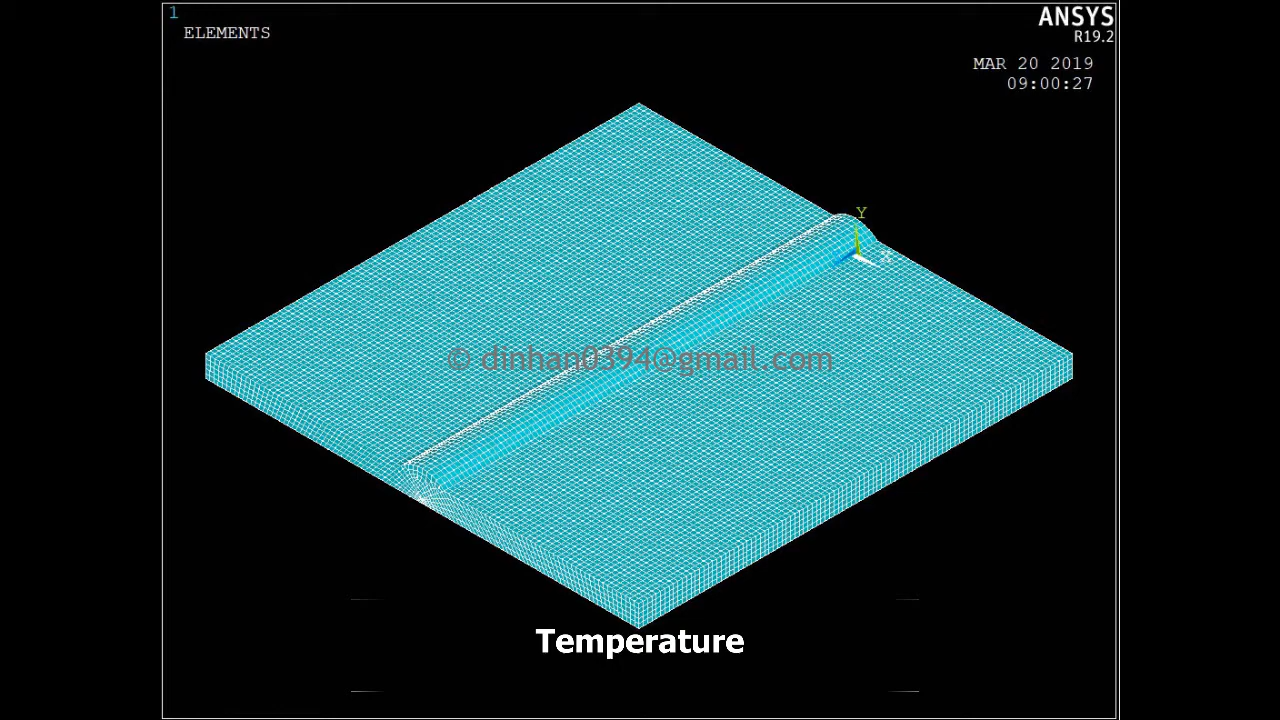 1
ELEMENTS
ANSYS
R19.2
MAR 20 2019
09:00:27
Y
© dinhan0394@gmail.com
Temperature